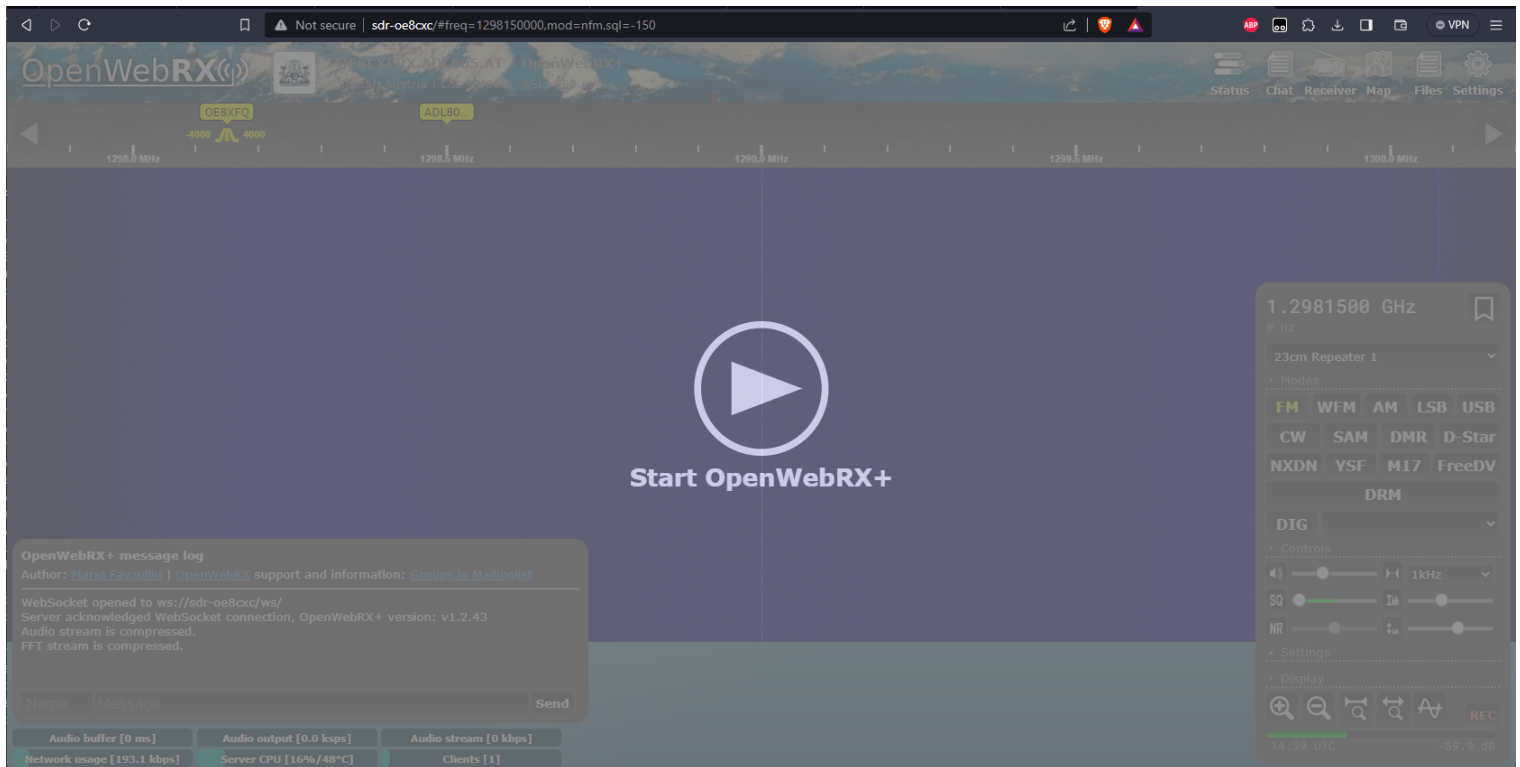 Not secure sdr-oe8cxc/#freq=1298150000,mod=nfm,sql=-150
ABP
VPN
OpenWebRX
OpenWebRX+
Status Chat Receiver Map Files Settings
OE8XFQ ADL80...
-4000 4000
1298.0 MHz 1298.5 MHz 1299.0 MHz 1299.5 MHz 1300.0 MHz
Start OpenWebRX+
1.2981500 GHz
0 Hz
23cm Repeater 1
Modes
FM WFM AM LSB USB
CW SAM DMR D-Star
NXDN YSF M17 FreeDV
DRM
DIG
Controls
1kHz
SQ
NR
Settings
Display
REC
14:39 UTC -69.9 dB
OpenWebRX+ message log
Author: Marat Fayzullin | OpenWebRX support and information: Groups.io Mailinglist
WebSocket opened to ws://sdr-oe8cxc/ws/
Server acknowledged WebSocket connection, OpenWebRX+ version: v1.2.43
Audio stream is compressed.
FFT stream is compressed.
Name Message Send
Audio buffer [0 ms] Audio output [0.0 ksps] Audio stream [0 kbps]
Network usage [193.1 kbps] Server CPU [16%/48°C] Clients [1]